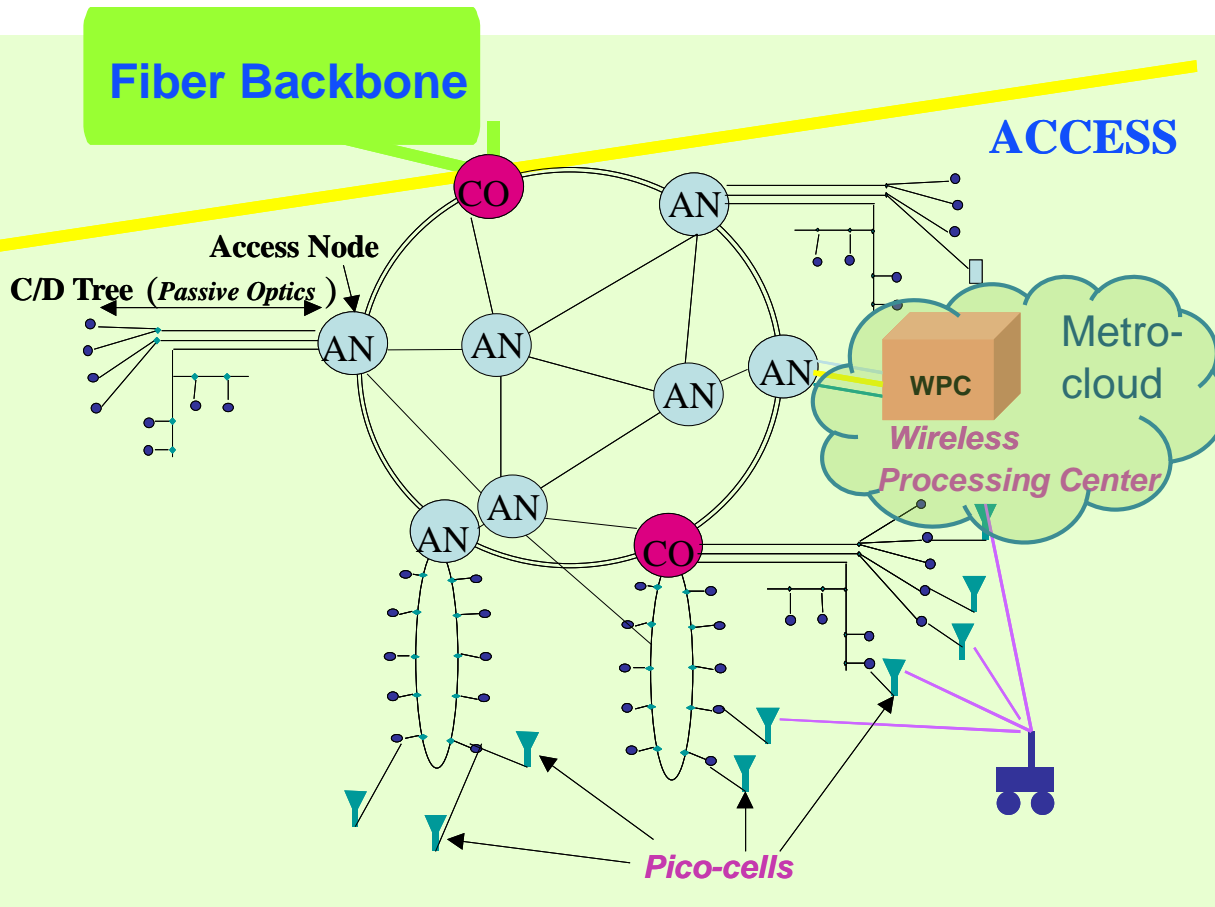 Fiber Backbone
ACCESS
CO
AN
Access Node
C/D Tree (Passive Optics )
AN
AN
AN
AN
WPC
Metro-
cloud
Wireless
Processing Center
AN
AN
CO
Pico-cells